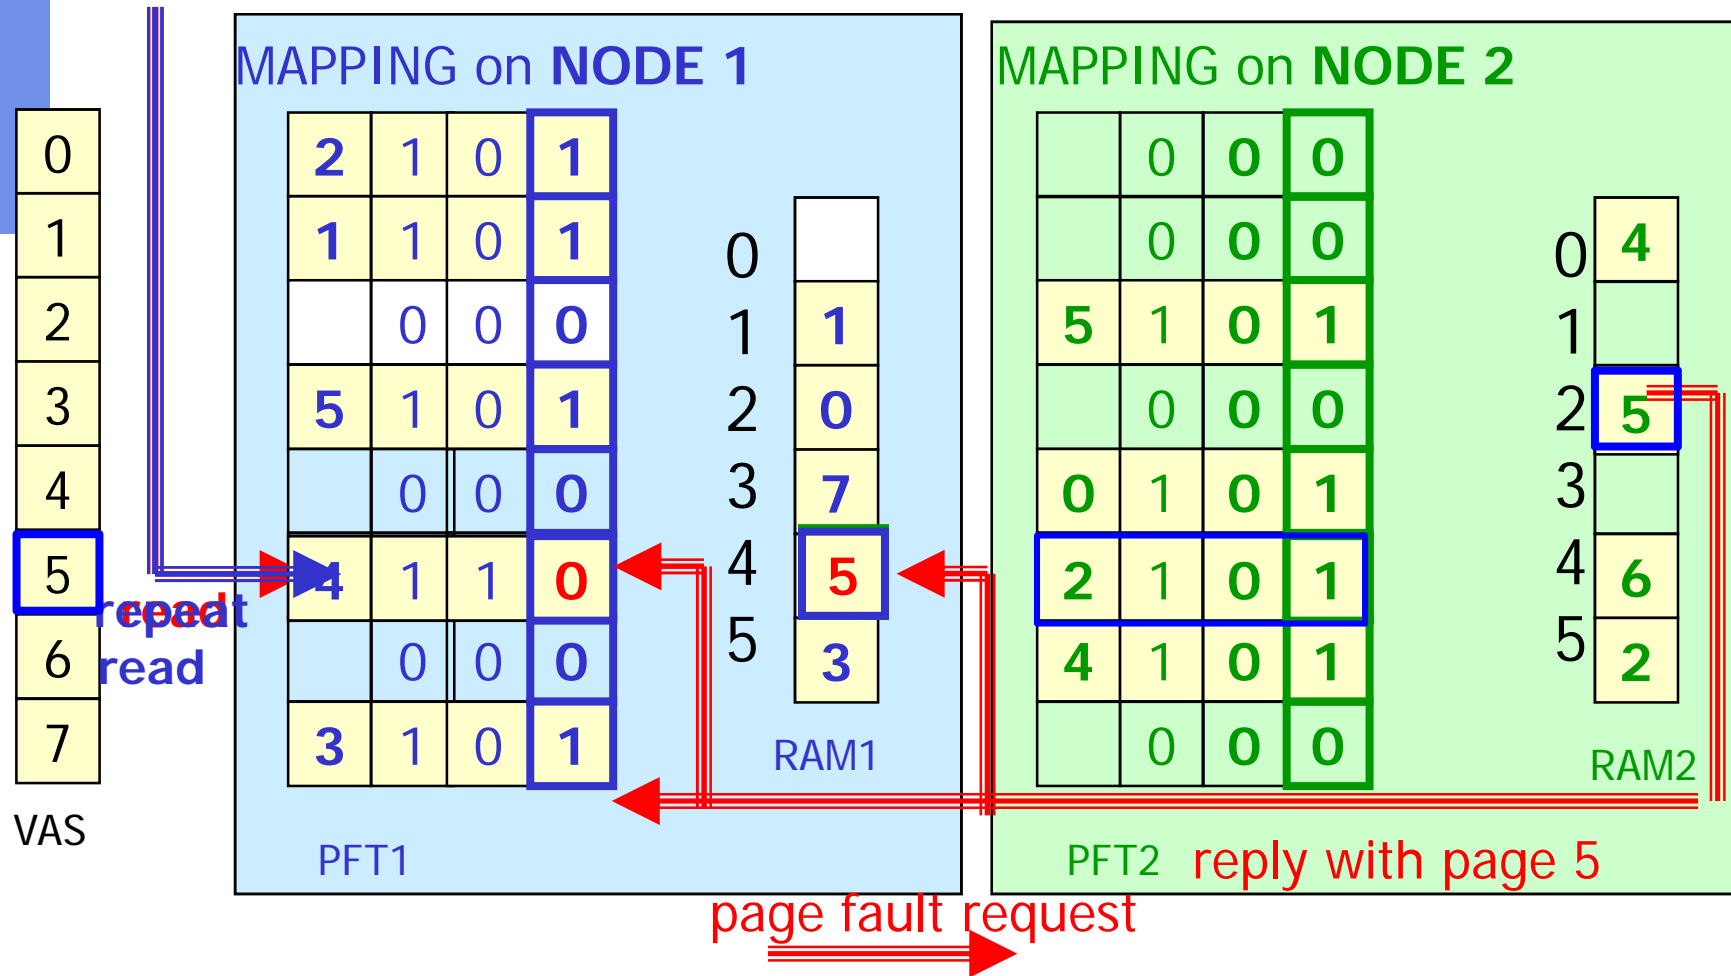 MAPPING on NODE 1
MAPPING on NODE 2
0
1
2
3
4
5
6
7
VAS
read
repeat
read
2 1 0 1
1 1 0 1
0 0 0
5 1 0 1
0 0 0
4 1 1 0
0 0 0
3 1 0 1
PFT1
0
1 1
2 0
3 7
4 5
5 3
RAM1
0 0 0
0 0 0
5 1 0 1
0 0 0
0 1 0 1
2 1 0 1
4 1 0 1
0 0 0
PFT2
0 4
1
2 5
3
4 6
5 2
RAM2
reply with page 5
page fault request